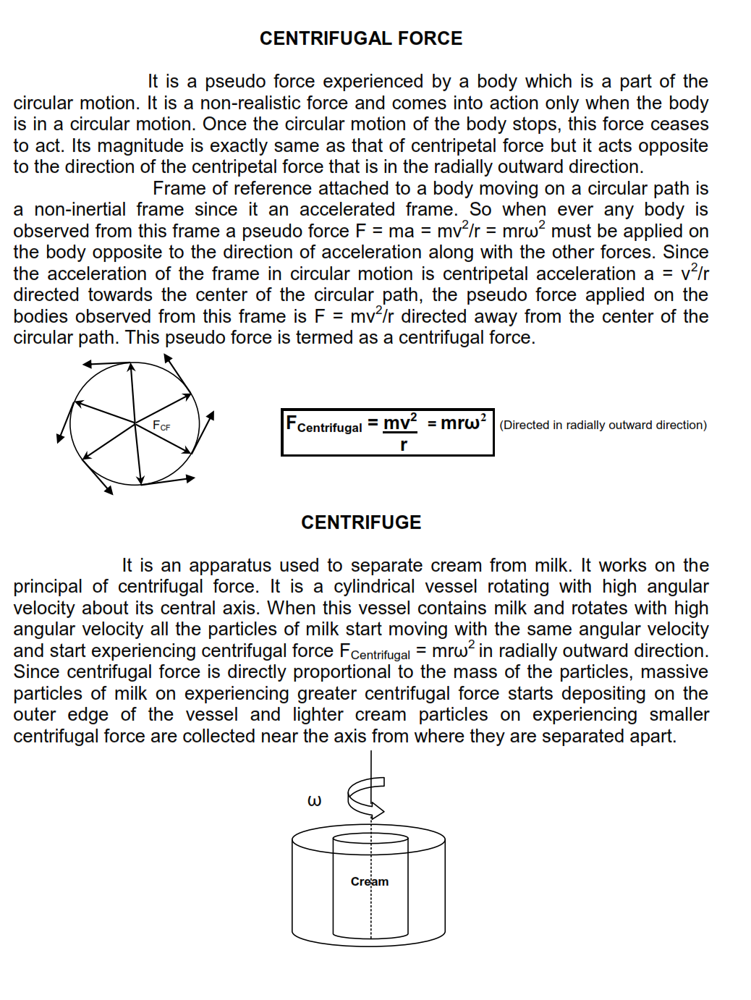 CENTRIFUGAL FORCE
It is a pseudo force experienced by a body which is a part of the
circular motion. It is a non-realistic force and comes into action only when the body
is in a circular motion. Once the circular motion of the body stops, this force ceases
to act. Its magnitude is exactly same as that of centripetal force but it acts opposite
to the direction of the centripetal force that is in the radially outward direction.
Frame of reference attached to a body moving on a circular path is
a non-inertial frame since it an accelerated frame. So when ever any body is
observed from this frame a pseudo force F = ma = mv²/r = mrω² must be applied on
the body opposite to the direction of acceleration along with the other forces. Since
the acceleration of the frame in circular motion is centripetal acceleration a = v²/r
directed towards the center of the circular path, the pseudo force applied on the
bodies observed from this frame is F = mv²/r directed away from the center of the
circular path. This pseudo force is termed as a centrifugal force.
FCF
FCentrifugal = mv² = mrω² (Directed in radially outward direction)
r
CENTRIFUGE
It is an apparatus used to separate cream from milk. It works on the
principal of centrifugal force. It is a cylindrical vessel rotating with high angular
velocity about its central axis. When this vessel contains milk and rotates with high
angular velocity all the particles of milk start moving with the same angular velocity
and start experiencing centrifugal force FCentrifugal = mrω² in radially outward direction.
Since centrifugal force is directly proportional to the mass of the particles, massive
particles of milk on experiencing greater centrifugal force starts depositing on the
outer edge of the vessel and lighter cream particles on experiencing smaller
centrifugal force are collected near the axis from where they are separated apart.
ω
Cream